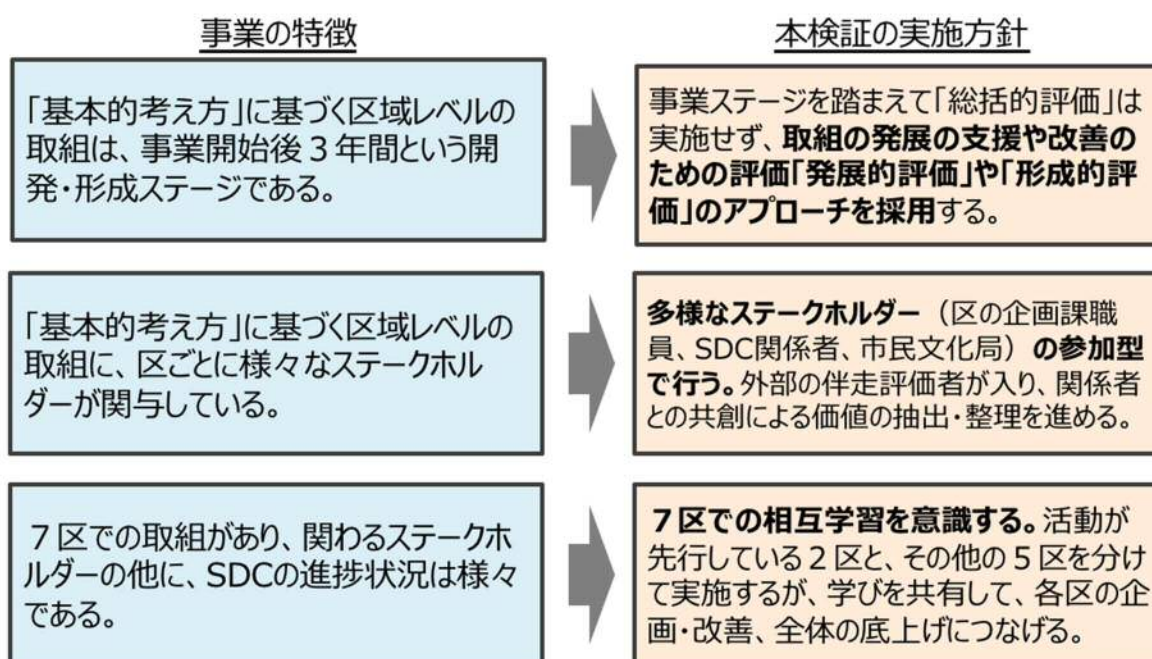 事業の特徴
本検証の実施方針
「基本的考え方」に基づく区域レベルの
取組は、事業開始後３年間という開
発・形成ステージである。
事業ステージを踏まえて「総括的評価」は
実施せず、取組の発展の支援や改善の
ための評価「発展的評価」や「形成的評
価」のアプローチを採用する。
「基本的考え方」に基づく区域レベルの
取組に、区ごとに様々なステークホル
ダーが関与している。
多様なステークホルダー（区の企画課職
員、SDC関係者、市民文化局）の参加型
で行う。外部の伴走評価者が入り、関係者
との共創による価値の抽出・整理を進める。
７区での取組があり、関わるステークホ
ルダーの他に、SDCの進捗状況は様々
である。
７区での相互学習を意識する。活動が
先行している２区と、その他の５区を分け
て実施するが、学びを共有して、各区の企
画・改善、全体の底上げにつなげる。